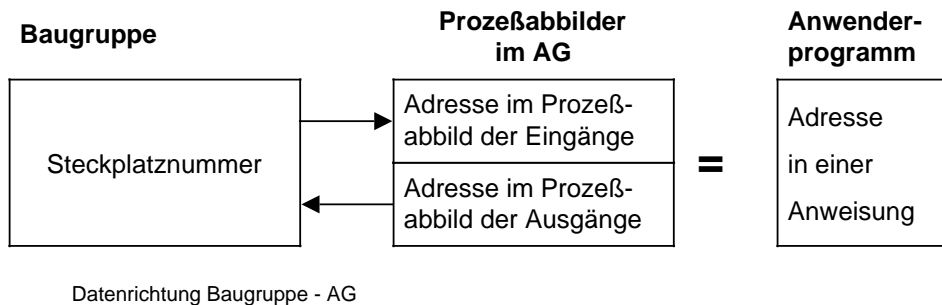 Baugruppe
Prozeßabbilder
im AG
Anwender-
programm
Steckplatznummer
Adresse im Prozeß-
abbild der Eingänge
Adresse im Prozeß-
abbild der Ausgänge
=
Adresse
in einer
Anweisung
Datenrichtung Baugruppe - AG